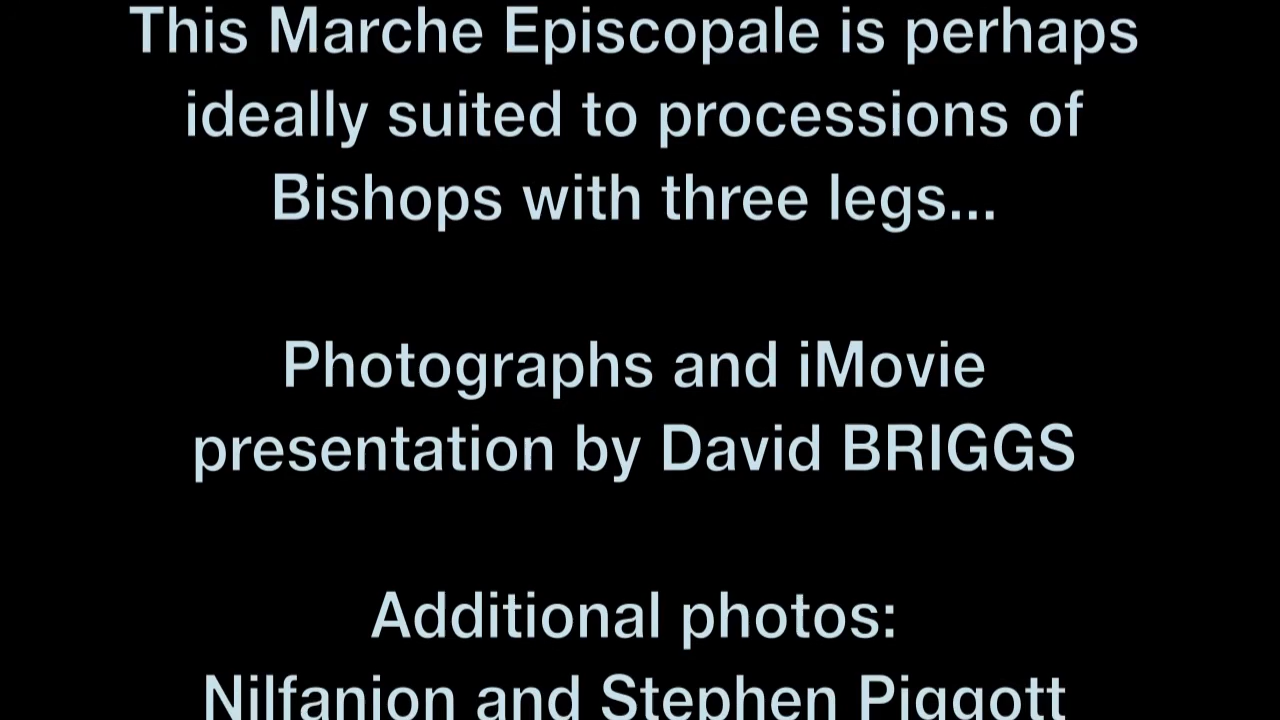 This Marche Episcopale is perhaps
ideally suited to processions of
Bishops with three legs...
Photographs and iMovie
presentation by David BRIGGS
Additional photos:
Nilfanion and Stephen Piggott